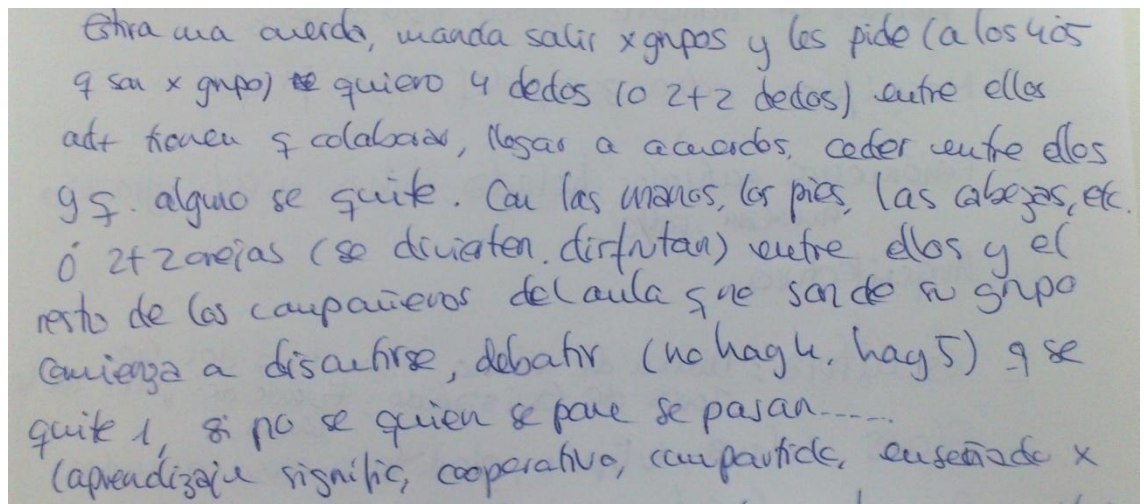 Estira una cuerda, manda salir x grupos y les pide (a los 4 ó 5
q son x grupo) quiero 4 dedos (o 2+2 dedos) entre ellos
tienen q colaborar, llegar a acuerdos, ceder entre ellos
y q. alguno se quite. Con las manos, los pies, las cabezas, etc.
ó 2+2 orejas (se divierten, disfrutan) entre ellos y el
resto de los compañeros del aula que son de su grupo
comienza a discutirse, debatir (no hay 4, hay 5) q se
quite 1, si no se quien se pone se pasan.....
(aprendizaje signific, cooperativo, compartido, enseñado x